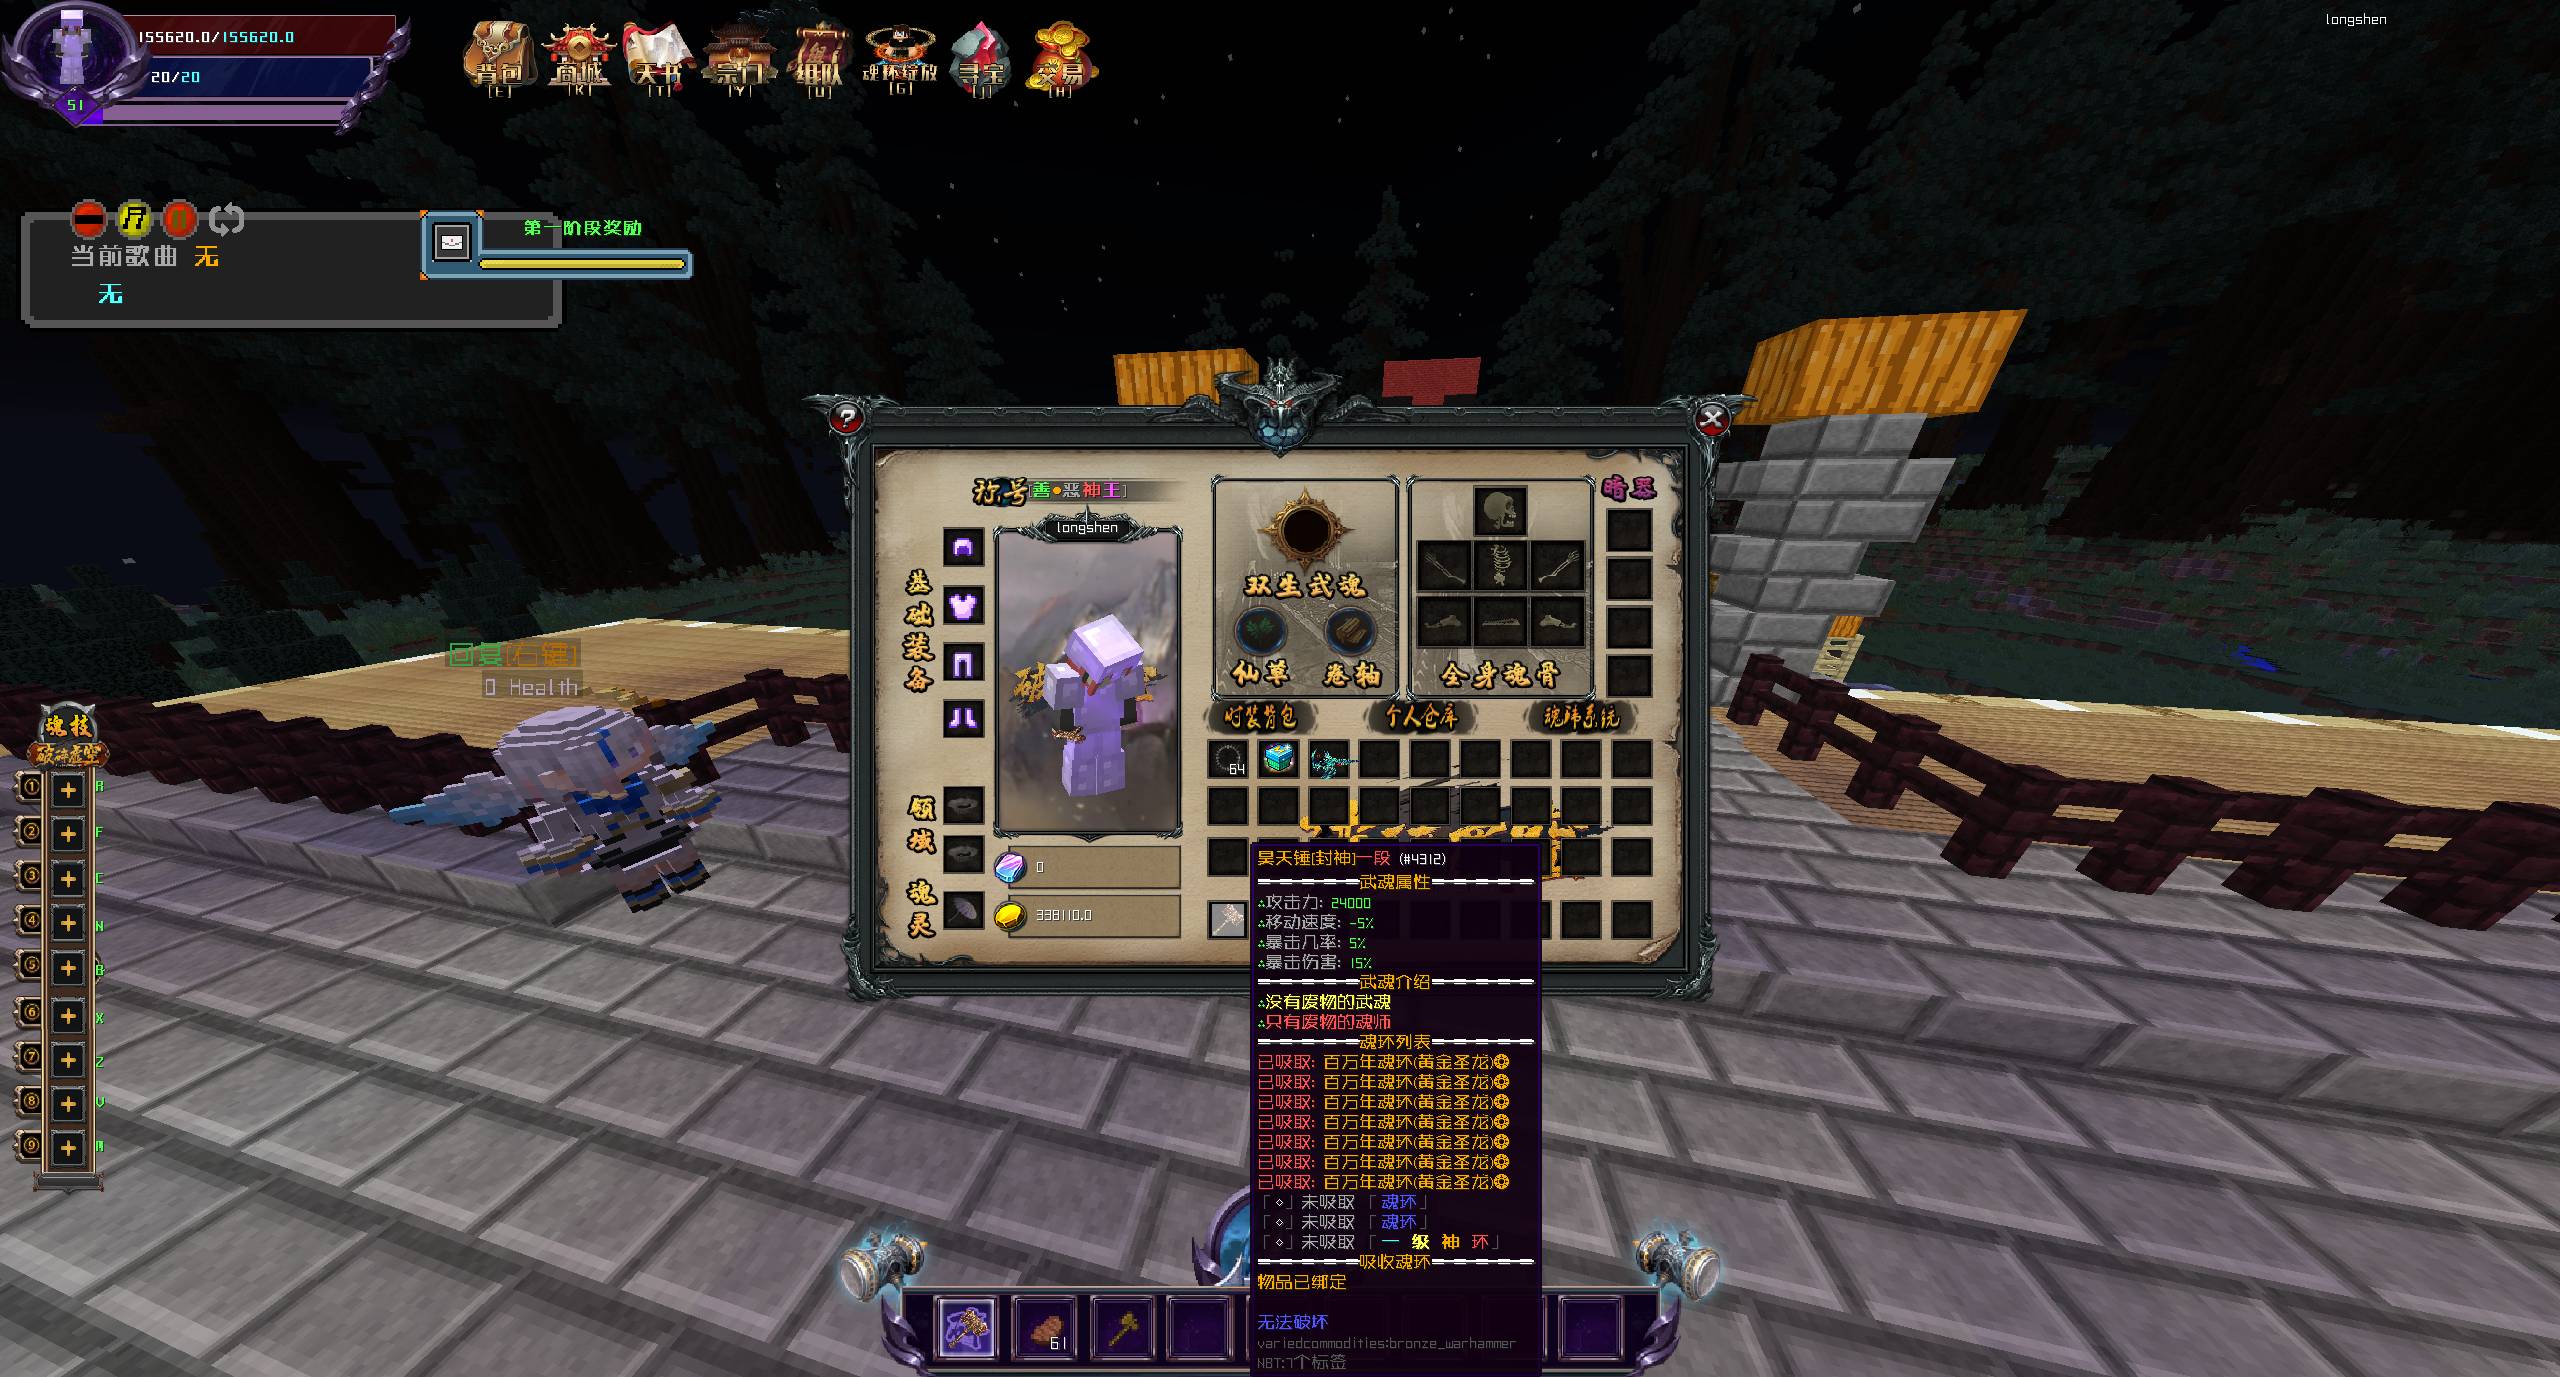 155620.0/155620.0
20/20
51
背包
[E]
商城
[K]
天书
[T]
宗门
[Y]
组队
[U]
魂环绽放
[G]
寻宝
[J]
交易
[H]
longshen
当前歌曲 无
无
第一阶段奖励
回复[右键]
0 Health
魂技
破碎虚空
① R
② F
③ C
④ N
⑤ B
⑥ X
⑦ Z
⑧ V
⑨
称号[善●恶神王]
longshen
基础装备
领域
魂灵
0
338110.0
双生武魂
仙草
卷轴
全身魂骨
暗器
时装背包
个人仓库
64
昊天锤[封神]一段 (#4312)
武魂属性
攻击力: 24000
移动速度: -5%
暴击几率: 5%
暴击伤害: 15%
武魂介绍
没有废物的武魂
只有废物的魂师
魂环列表
已吸取: 百万年魂环(黄金圣龙)❂
已吸取: 百万年魂环(黄金圣龙)❂
已吸取: 百万年魂环(黄金圣龙)❂
已吸取: 百万年魂环(黄金圣龙)❂
已吸取: 百万年魂环(黄金圣龙)❂
已吸取: 百万年魂环(黄金圣龙)❂
已吸取: 百万年魂环(黄金圣龙)❂
「⋄」未吸取「魂环」
「⋄」未吸取「魂环」
「⋄」未吸取「一 级 神 环」
吸收魂环
物品已绑定
无法破坏
variedcommodities:bronze_warhammer
NBT:7个标签
61